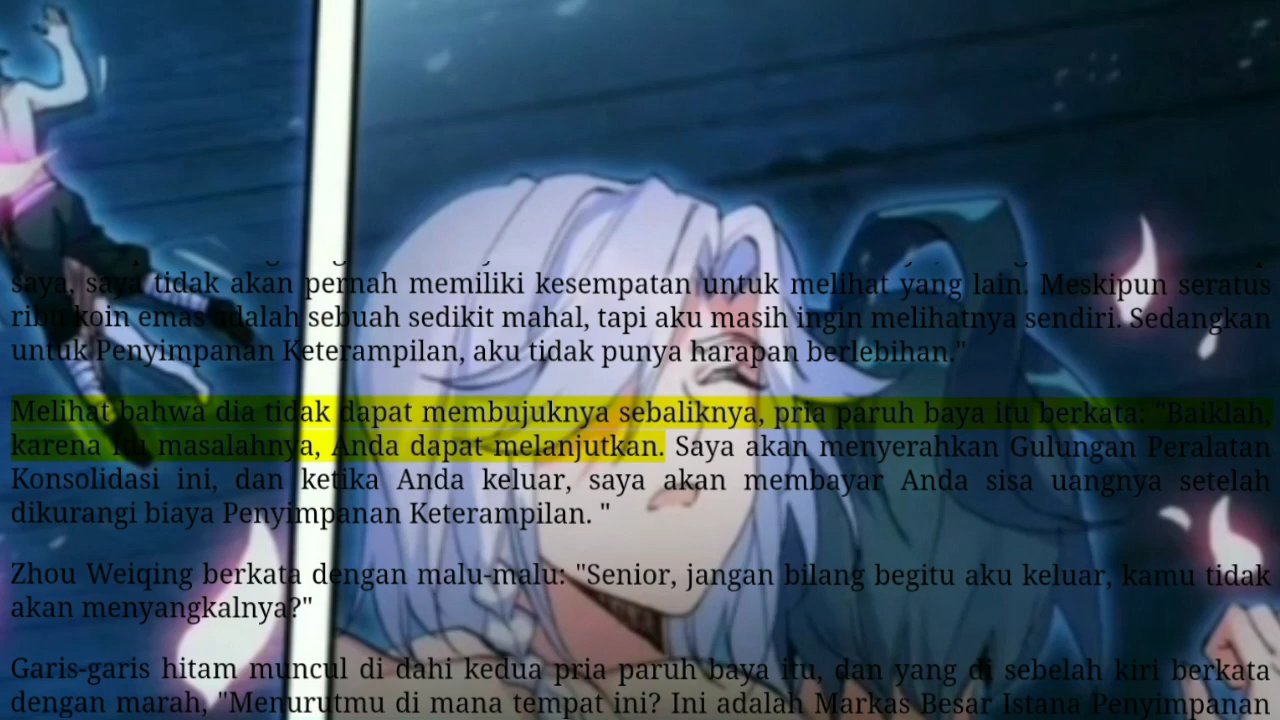 saya, saya tidak akan pernah memiliki kesempatan untuk melihat yang lain. Meskipun seratus
ribu koin emas adalah sebuah sedikit mahal, tapi aku masih ingin melihatnya sendiri. Sedangkan
untuk Penyimpanan Keterampilan, aku tidak punya harapan berlebihan."
Melihat bahwa dia tidak dapat membujuknya sebaliknya, pria paruh baya itu berkata: "Baiklah,
karena itu masalahnya, Anda dapat melanjutkan. Saya akan menyerahkan Gulungan Peralatan
Konsolidasi ini, dan ketika Anda keluar, saya akan membayar Anda sisa uangnya setelah
dikurangi biaya Penyimpanan Keterampilan. "
Zhou Weiqing berkata dengan malu-malu: "Senior, jangan bilang begitu aku keluar, kamu tidak
akan menyangkalnya?"
Garis-garis hitam muncul di dahi kedua pria paruh baya itu, dan yang di sebelah kiri berkata
dengan marah, "Menurutmu di mana tempat ini? Ini adalah Markas Besar Istana Penyimpanan